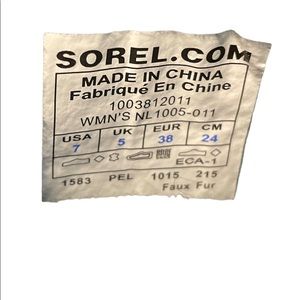 SOREL.COM
MADE IN CHINA
Fabriqué En Chine
1003812011
WMN'S NL1005-011
USA UK EUR CM
7 5 38 24
ECA-1
1583 PEL 1015 215
Faux Fur